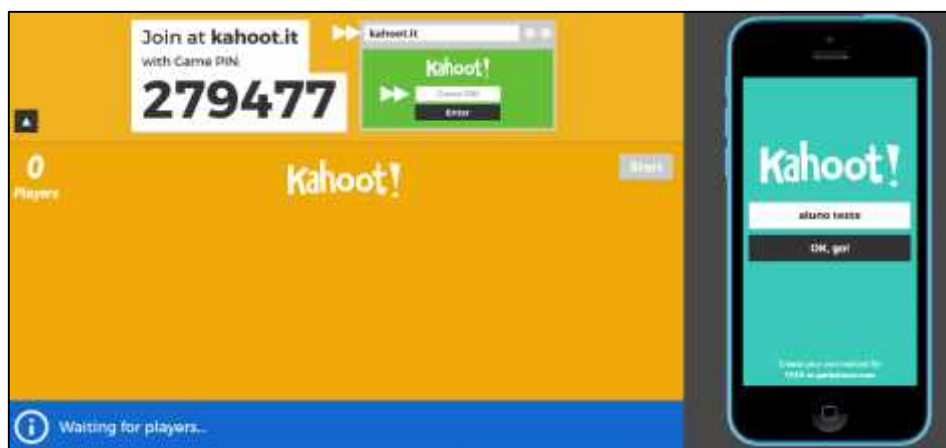 Join at kahoot.it
with Game PIN:
279477
kahoot.it
Kahoot!
Game PIN
Enter
0
Players
Kahoot!
Start
Waiting for players...
Kahoot!
aluno teste
OK, go!